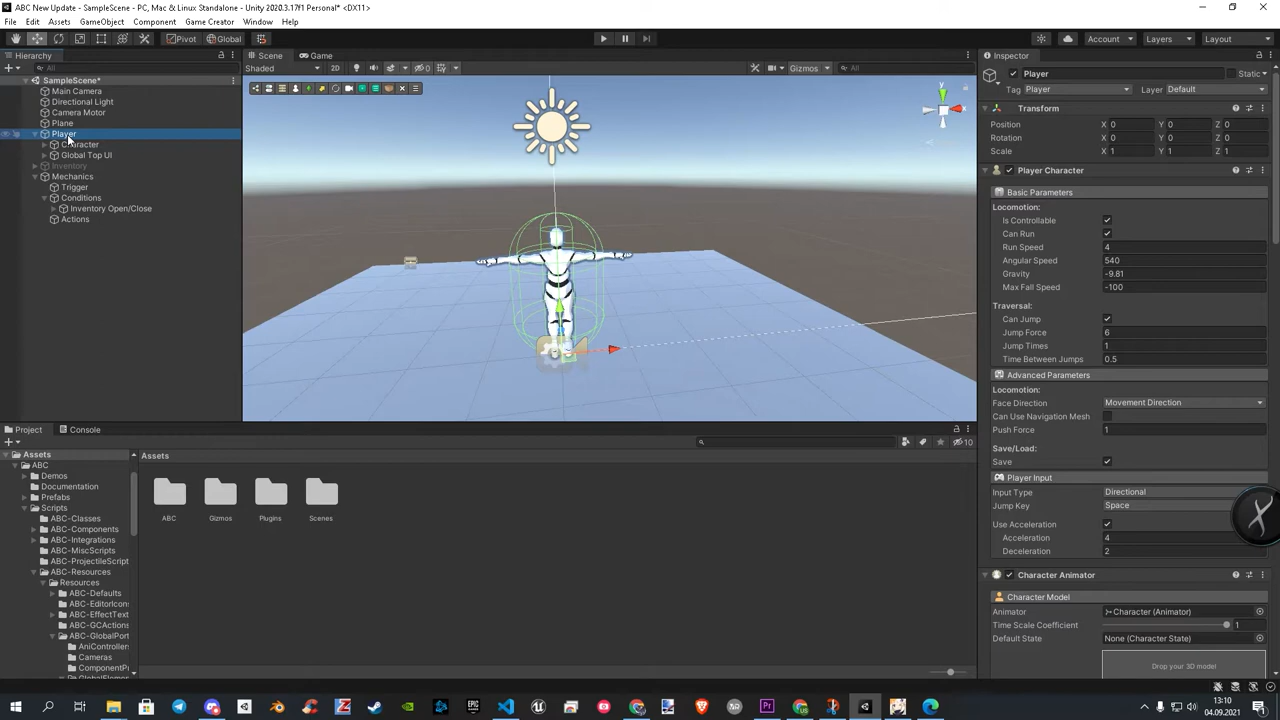 ABC New Update - SampleScene - PC, Mac & Linux Standalone - Unity 2020.3.17f1 Personal* <DX11>
File Edit Assets GameObject Component Game Creator Window Help
Pivot Global
Account Layers Layout
Hierarchy
All
SampleScene*
Main Camera
Directional Light
Camera Motor
Plane
Player
Character
Global Top UI
Inventory
Mechanics
Trigger
Conditions
Inventory Open/Close
Actions
Scene Game
Shaded 2D 0 Gizmos All
y
x
Inspector
Player Static
Tag Player Layer Default
Transform
Position X 0 Y 0 Z 0
Rotation X 0 Y 0 Z 0
Scale X 1 Y 1 Z 1
Player Character
Basic Parameters
Locomotion:
Is Controllable
Can Run
Run Speed 4
Angular Speed 540
Gravity -9.81
Max Fall Speed -100
Traversal:
Can Jump
Jump Force 6
Jump Times 1
Time Between Jumps 0.5
Advanced Parameters
Locomotion:
Face Direction Movement Direction
Can Use Navigation Mesh
Push Force 1
Save/Load:
Save
Player Input
Input Type Directional
Jump Key Space
Use Acceleration
Acceleration 4
Deceleration 2
Character Animator
Character Model
Animator Character (Animator)
Time Scale Coefficient 1
Default State None (Character State)
Drop your 3D model
Project Console
10
Assets
ABC
Demos
Documentation
Prefabs
Scripts
ABC-Classes
ABC-Components
ABC-Integrations
ABC-MiscScripts
ABC-ProjectileScript
ABC-Resources
Resources
ABC-Defaults
ABC-EditorIcons
ABC-EffectText
ABC-GCActions
ABC-GlobalPort
AniController
Cameras
ComponentPr
Assets
ABC Gizmos Plugins Scenes
13:10
04.09.2021